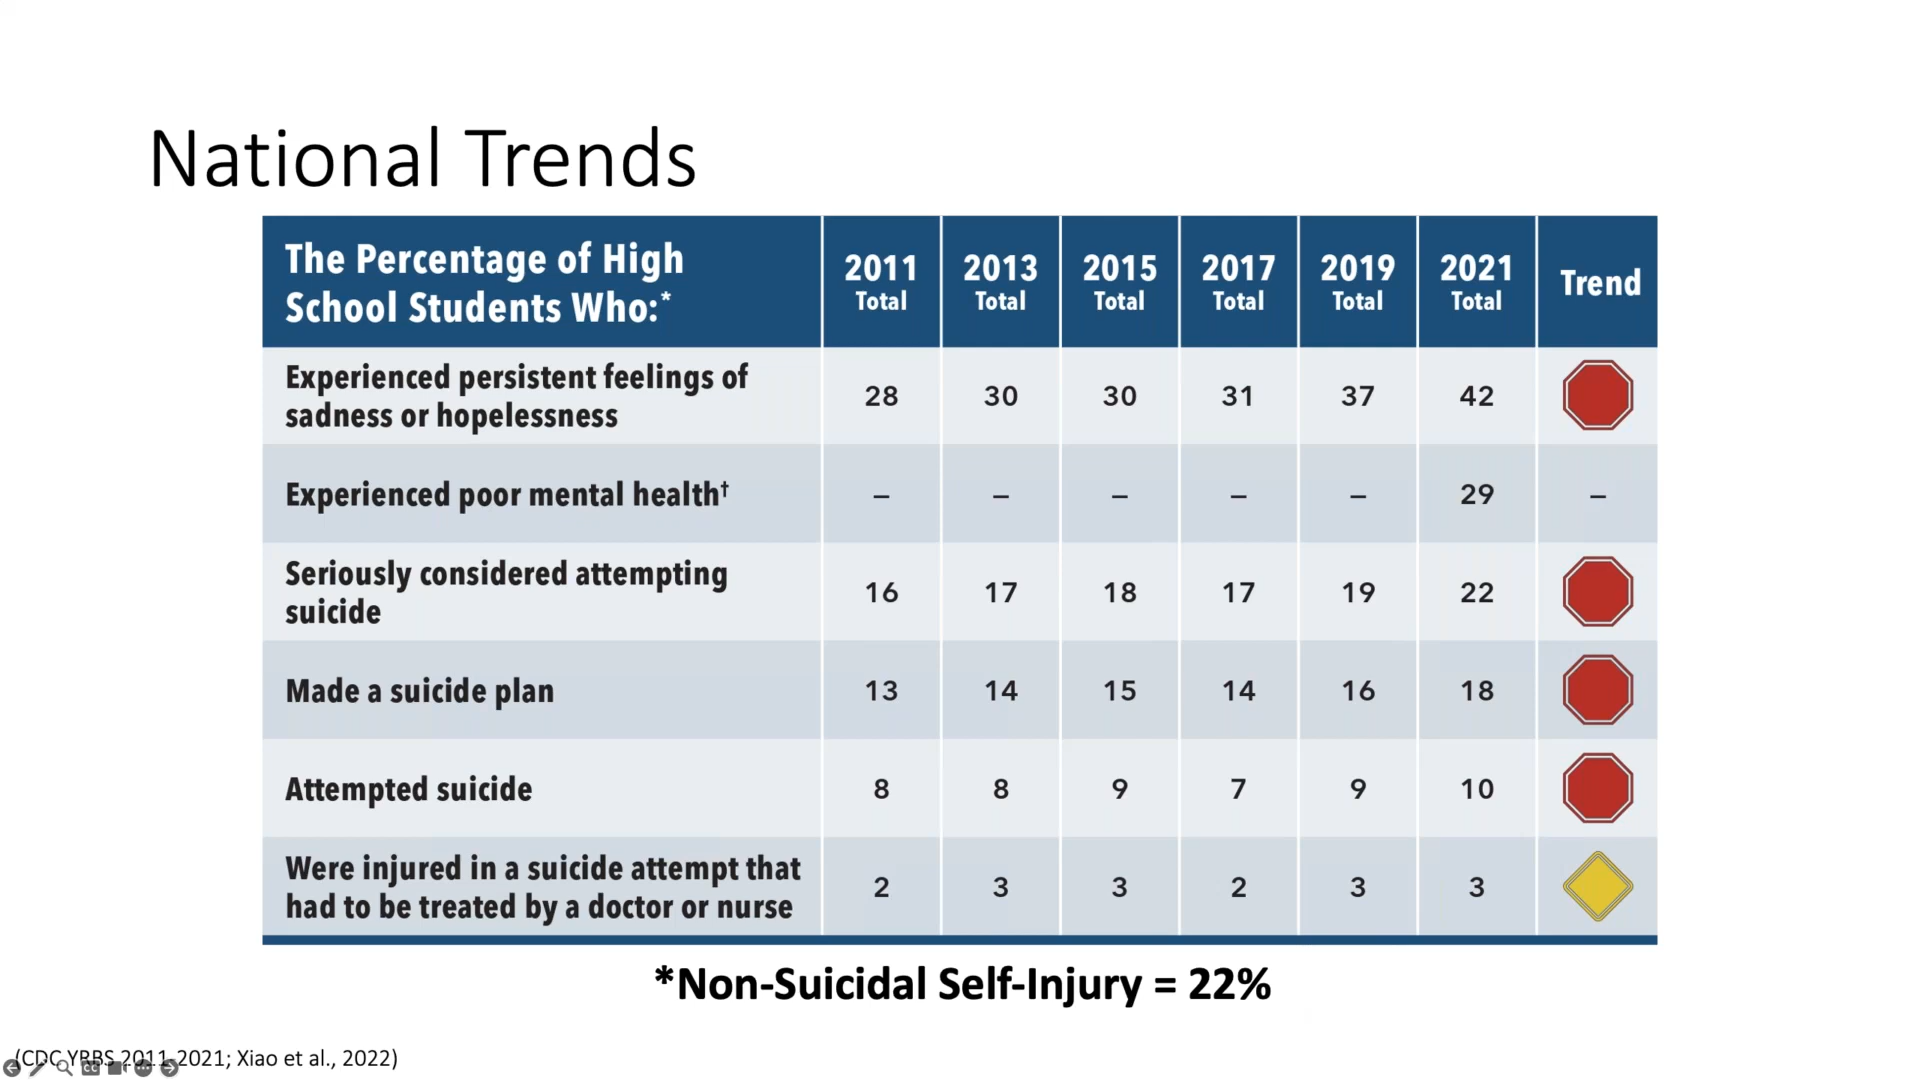 National Trends
The Percentage of High School Students Who:* 2011 Total 2013 Total 2015 Total 2017 Total 2019 Total 2021 Total Trend
Experienced persistent feelings of sadness or hopelessness 28 30 30 31 37 42
Experienced poor mental health† – – – – – 29 –
Seriously considered attempting suicide 16 17 18 17 19 22
Made a suicide plan 13 14 15 14 16 18
Attempted suicide 8 8 9 7 9 10
Were injured in a suicide attempt that had to be treated by a doctor or nurse 2 3 3 2 3 3
*Non-Suicidal Self-Injury = 22%
(CDC YRBS 2011-2021; Xiao et al., 2022)